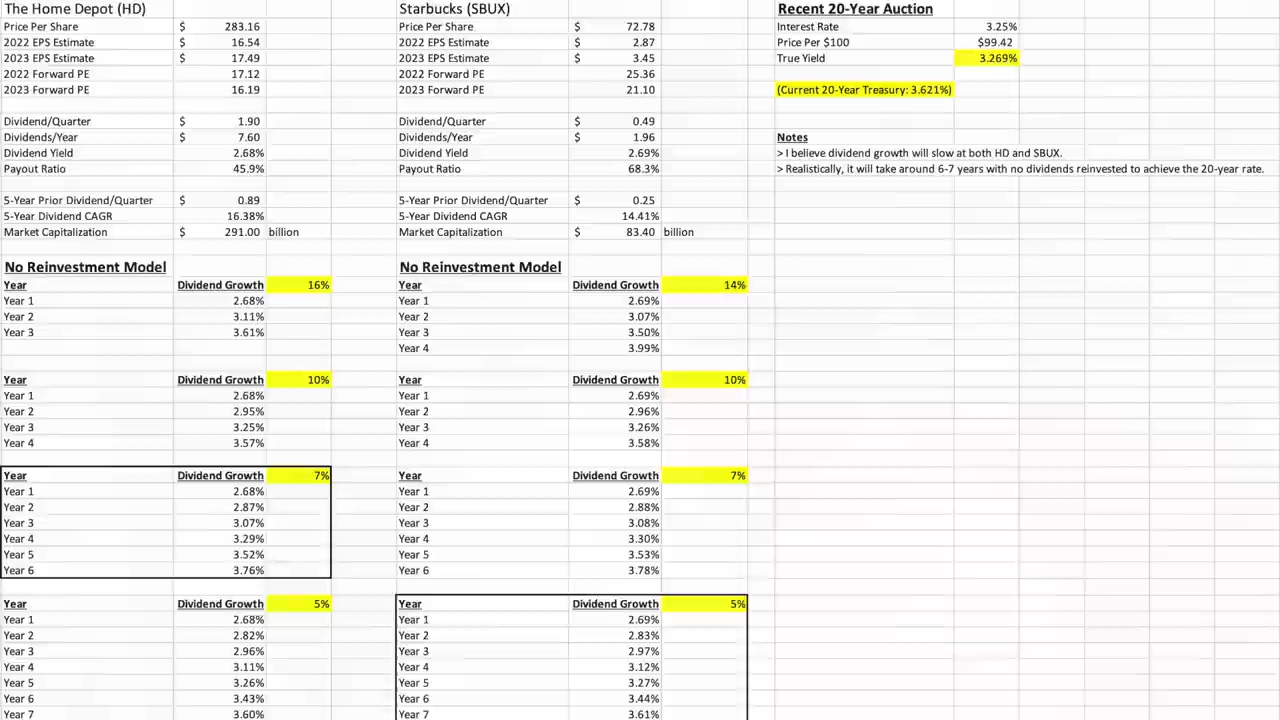 The Home Depot (HD) Starbucks (SBUX) Recent 20-Year Auction
Price Per Share $ 283.16 Price Per Share $ 72.78 Interest Rate 3.25%
2022 EPS Estimate $ 16.54 2022 EPS Estimate $ 2.87 Price Per $100 $99.42
2023 EPS Estimate $ 17.49 2023 EPS Estimate $ 3.45 True Yield 3.269%
2022 Forward PE 17.12 2022 Forward PE 25.36
2023 Forward PE 16.19 2023 Forward PE 21.10 (Current 20-Year Treasury: 3.621%)
Dividend/Quarter $ 1.90 Dividend/Quarter $ 0.49
Dividends/Year $ 7.60 Dividends/Year $ 1.96 Notes
Dividend Yield 2.68% Dividend Yield 2.69% > I believe dividend growth will slow at both HD and SBUX.
Payout Ratio 45.9% Payout Ratio 68.3% > Realistically, it will take around 6-7 years with no dividends reinvested to achieve the 20-year rate.
5-Year Prior Dividend/Quarter $ 0.89 5-Year Prior Dividend/Quarter $ 0.25
5-Year Dividend CAGR 16.38% 5-Year Dividend CAGR 14.41%
Market Capitalization $ 291.00 billion Market Capitalization $ 83.40 billion
No Reinvestment Model No Reinvestment Model
Year Dividend Growth 16% Year Dividend Growth 14%
Year 1 2.68% Year 1 2.69%
Year 2 3.11% Year 2 3.07%
Year 3 3.61% Year 3 3.50%
Year 4 3.99%
Year Dividend Growth 10% Year Dividend Growth 10%
Year 1 2.68% Year 1 2.69%
Year 2 2.95% Year 2 2.96%
Year 3 3.25% Year 3 3.26%
Year 4 3.57% Year 4 3.58%
Year Dividend Growth 7% Year Dividend Growth 7%
Year 1 2.68% Year 1 2.69%
Year 2 2.87% Year 2 2.88%
Year 3 3.07% Year 3 3.08%
Year 4 3.29% Year 4 3.30%
Year 5 3.52% Year 5 3.53%
Year 6 3.76% Year 6 3.78%
Year Dividend Growth 5% Year Dividend Growth 5%
Year 1 2.68% Year 1 2.69%
Year 2 2.82% Year 2 2.83%
Year 3 2.96% Year 3 2.97%
Year 4 3.11% Year 4 3.12%
Year 5 3.26% Year 5 3.27%
Year 6 3.43% Year 6 3.44%
Year 7 3.60% Year 7 3.61%